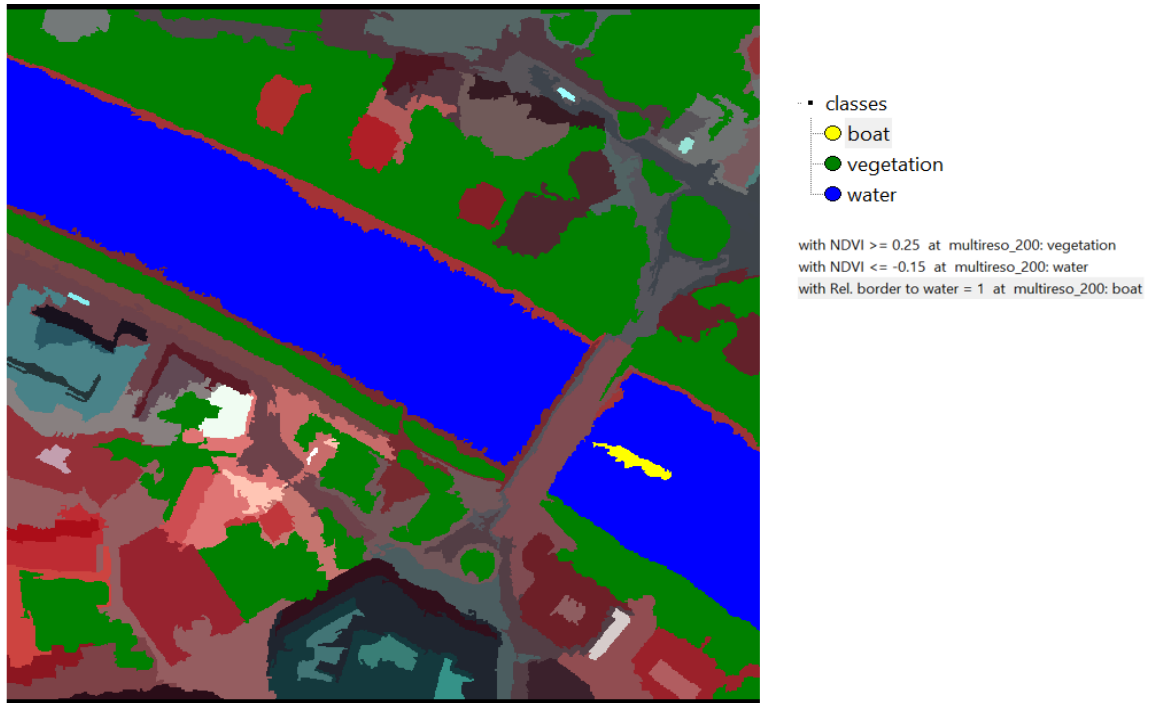 classes
boat
vegetation
water
with NDVI >= 0.25 at multireso_200: vegetation
with NDVI <= -0.15 at multireso_200: water
with Rel. border to water = 1 at multireso_200: boat